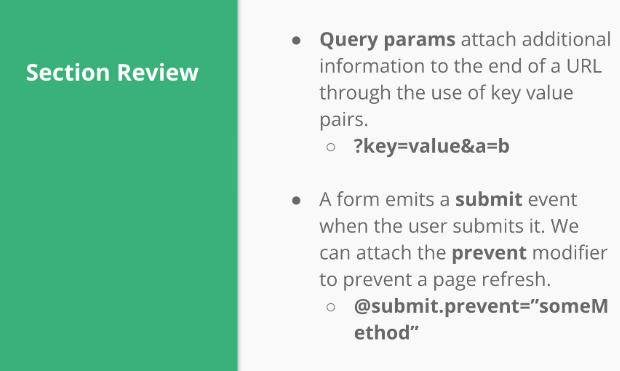 Section Review
● Query params attach additional
information to the end of a URL
through the use of key value
pairs.
○ ?key=value&a=b
● A form emits a submit event
when the user submits it. We
can attach the prevent modifier
to prevent a page refresh.
○ @submit.prevent=”someM
ethod”